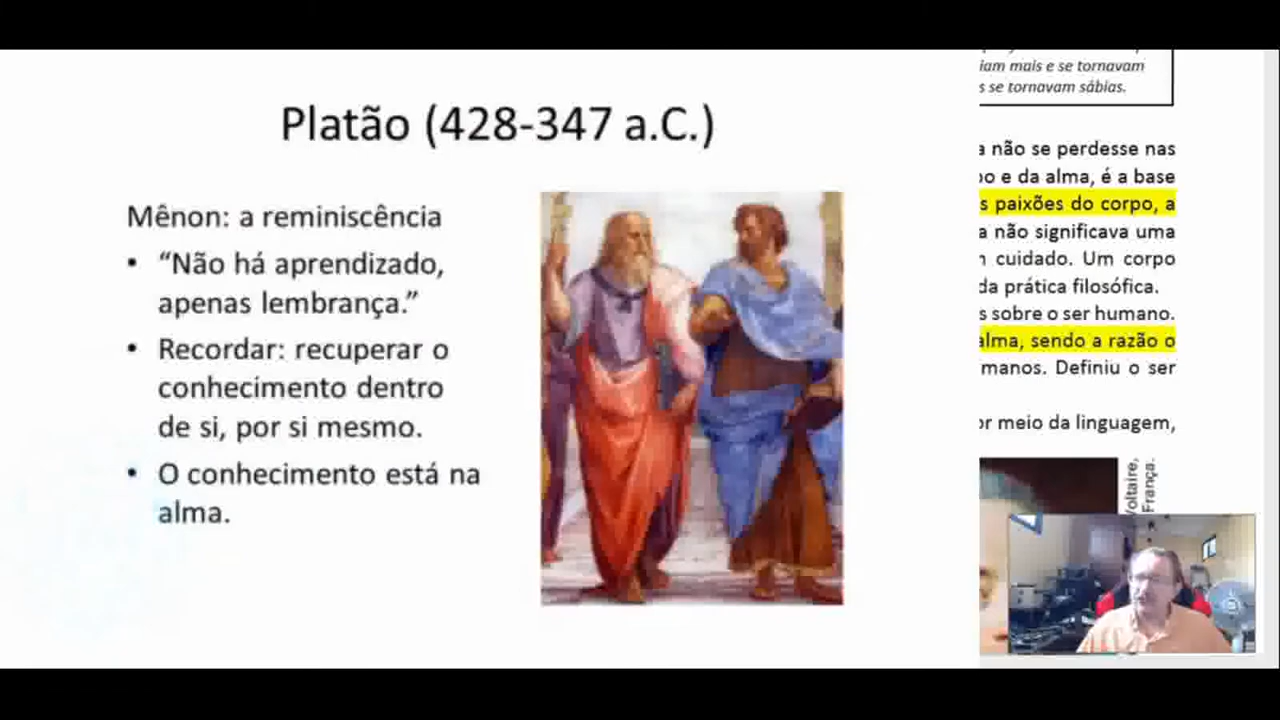 Platão (428-347 a.C.)
Mênon: a reminiscência
• “Não há aprendizado,
apenas lembrança.”
• Recordar: recuperar o
conhecimento dentro
de si, por si mesmo.
• O conhecimento está na
alma.
mais e se tornavam
se tornavam sábias.
não se perdesse nas
e da alma, é a base
paixões do corpo, a
não significava uma
cuidado. Um corpo
da prática filosófica.
sobre o ser humano.
alma, sendo a razão o
Definiu o ser
meio da linguagem,
Voltaire,
França.